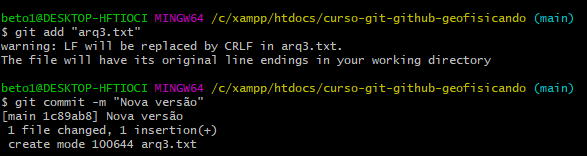 beto1@DESKTOP-HFTIOCI MINGW64 /c/xampp/htdocs/curso-git-github-geofisicando (main)
$ git add "arq3.txt"
warning: LF will be replaced by CRLF in arq3.txt.
The file will have its original line endings in your working directory
beto1@DESKTOP-HFTIOCI MINGW64 /c/xampp/htdocs/curso-git-github-geofisicando (main)
$ git commit -m "Nova versão"
[main 1c89ab8] Nova versão
 1 file changed, 1 insertion(+)
 create mode 100644 arq3.txt